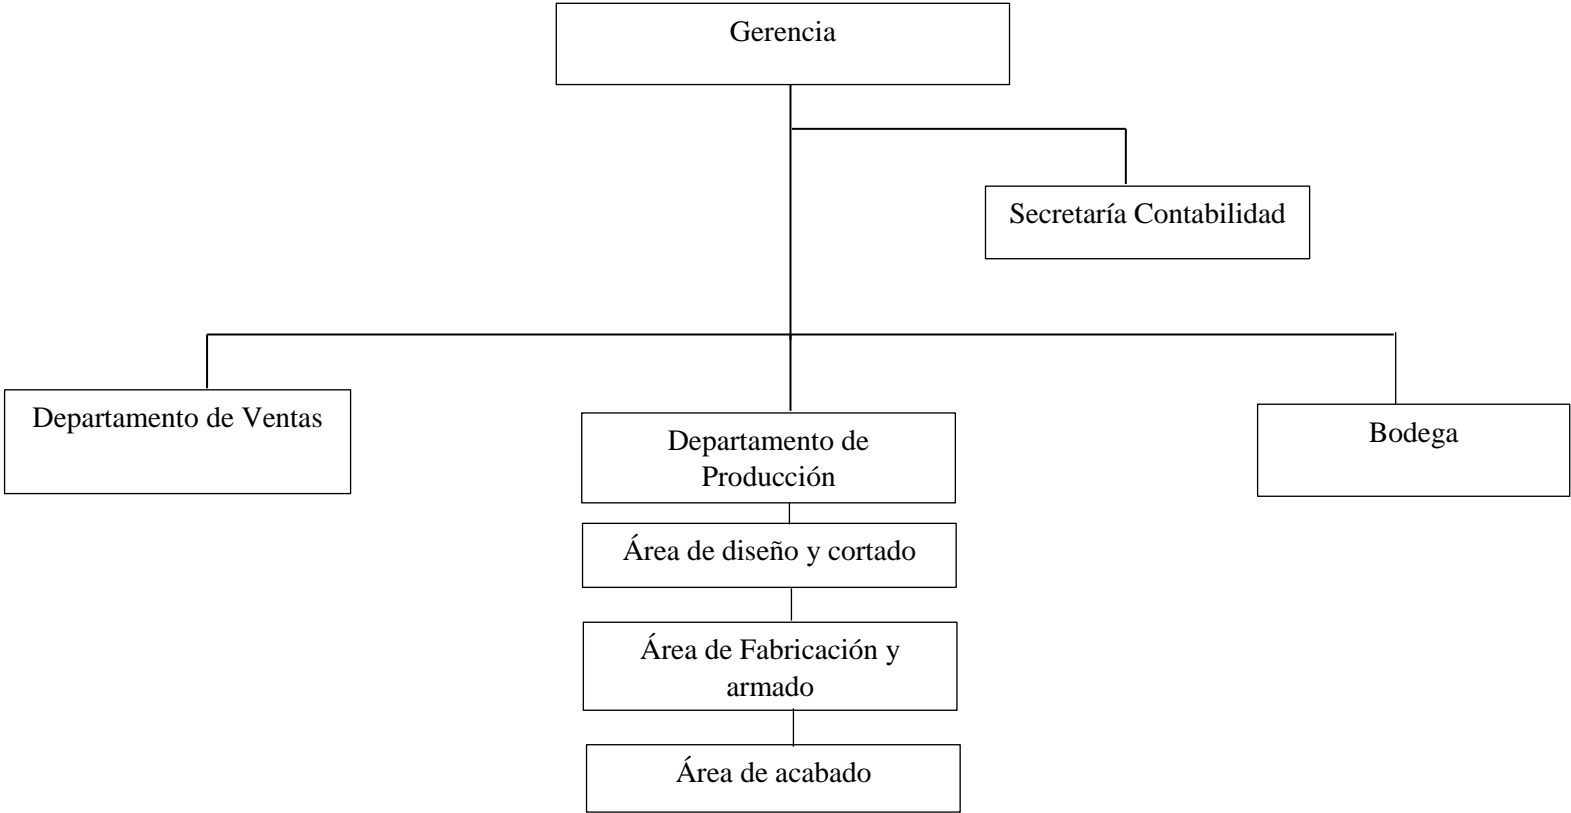 Gerencia
Secretaría Contabilidad
Departamento de Ventas
Departamento de
Producción
Bodega
Área de diseño y cortado
Área de Fabricación y
armado
Área de acabado